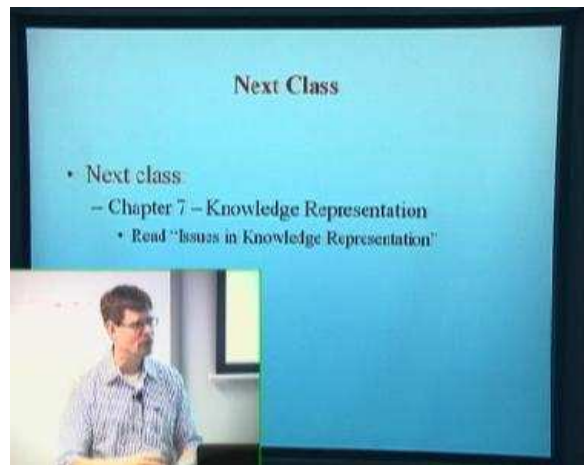 Next Class
• Next class
– Chapter 7 – Knowledge Representation
• Read "Issues in Knowledge Representation"